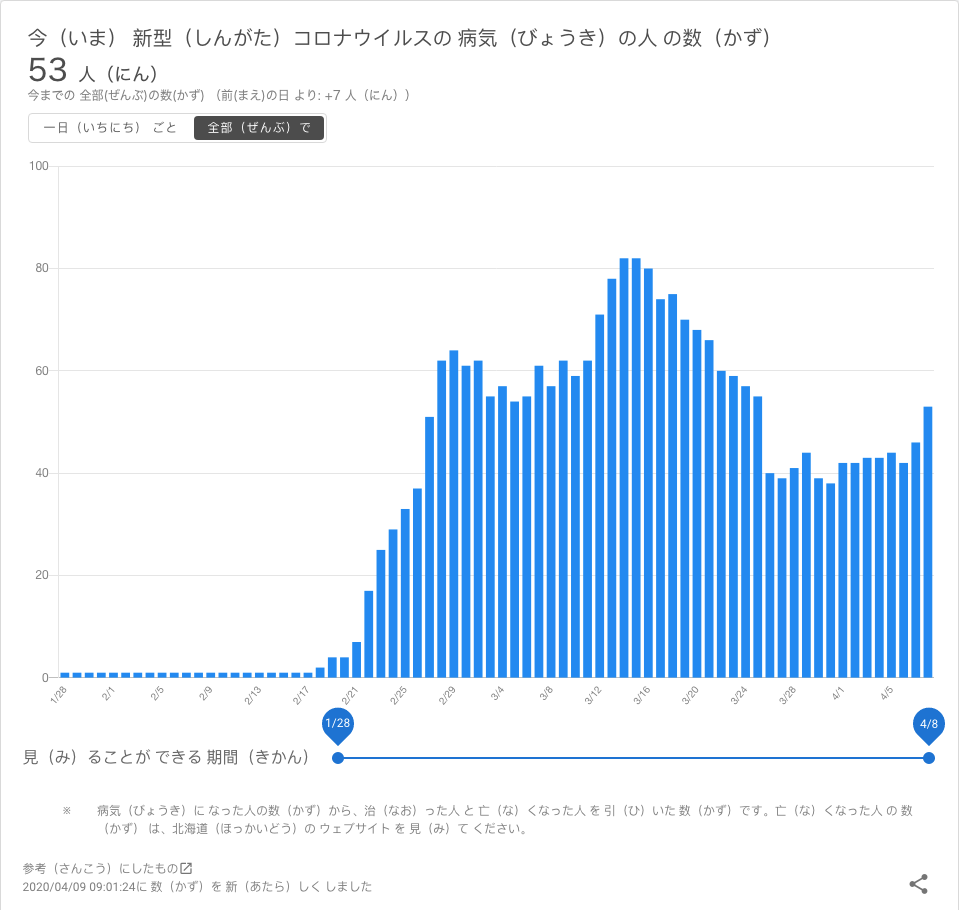 今（いま） 新型（しんがた）コロナウイルスの 病気（びょうき）の人 の数（かず）
53 人（にん）
今までの 全部(ぜんぶ)の数(かず) （前(まえ)の日 より: +7 人（にん））
一日（いちにち） ごと 全部（ぜんぶ）で
100
80
60
40
20
0
1/28 2/1 2/5 2/9 2/13 2/17 2/21 2/25 2/29 3/4 3/8 3/12 3/16 3/20 3/24 3/28 4/1 4/5
1/28 4/8
見（み）ることが できる 期間（きかん）
※ 病気（びょうき）に なった人の数（かず）から、治（なお）った人 と 亡（な）くなった人 を 引（ひ）いた 数（かず）です。亡（な）くなった人 の 数
（かず） は、北海道（ほっかいどう）の ウェブサイト を 見（み）て ください。
参考（さんこう）にしたもの
2020/04/09 09:01:24に 数（かず）を 新（あたら）しく しました